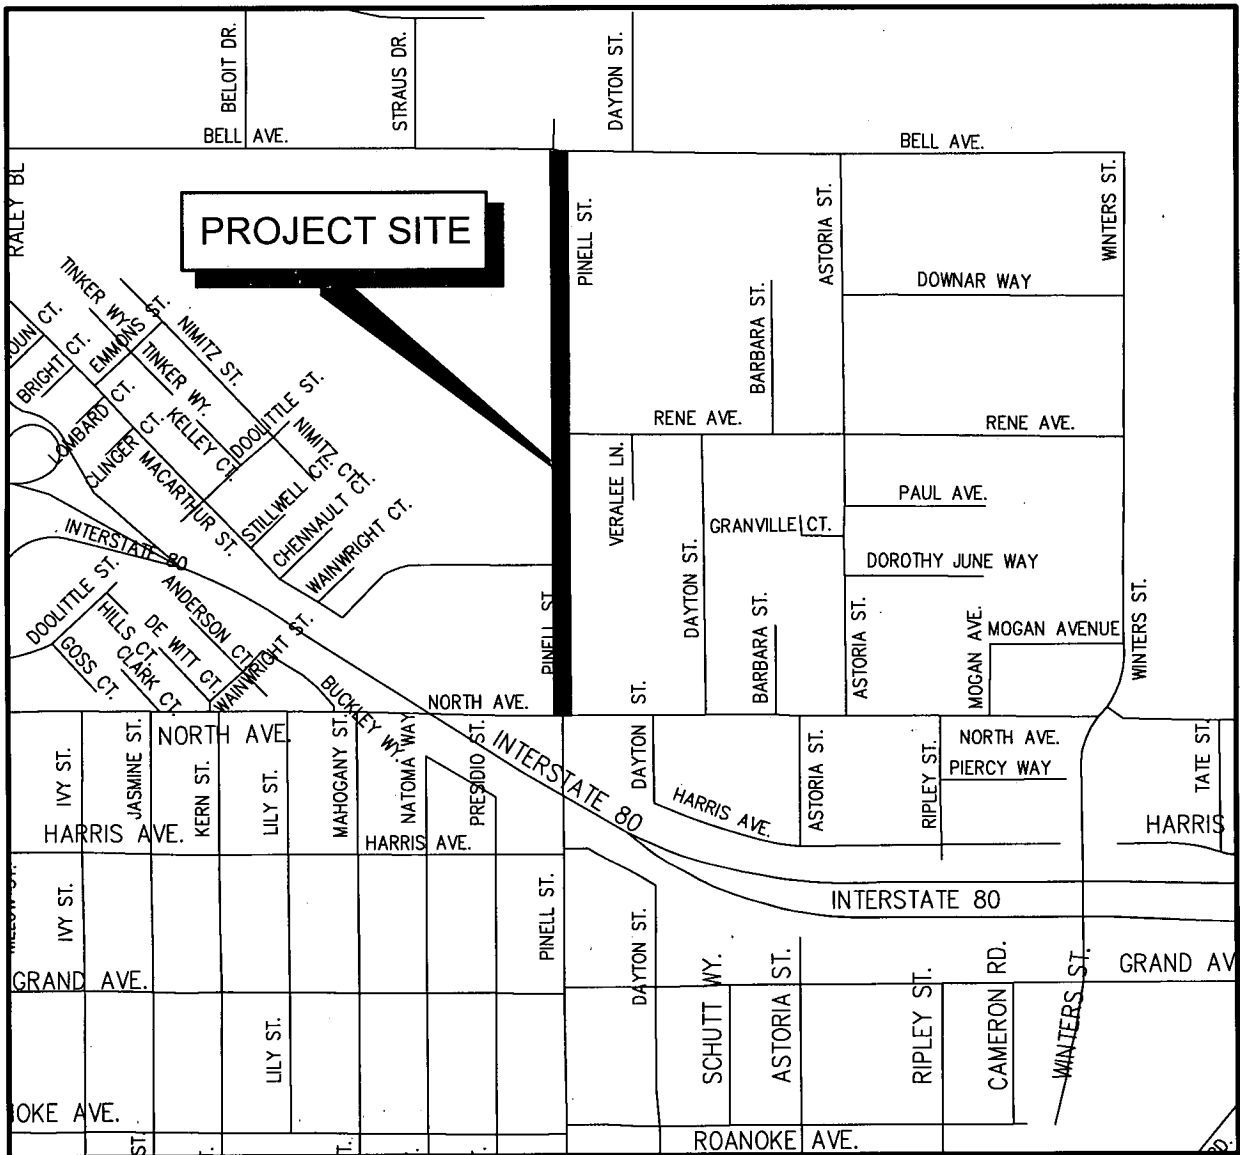 BELOIT DR.
STRAUS DR.
DAYTON ST.
BELL AVE.
BELL AVE.
RALEY BL
PROJECT SITE
PINELL ST.
ASTORIA ST.
WINTERS ST.
DOWNAR WAY
TINKER WY.
EMMONS ST.
NIMITZ ST.
OUN CT.
BRIGHT CT.
TINKER WY.
BARBARA ST.
LOMBARD CT.
KELLEY CT.
DOOLITTLE ST.
NIMITZ CT.
RENE AVE.
RENE AVE.
CLINGER CT.
MACARTHUR ST.
STILLWELL CT.
CHENNAULT CT.
WAINWRIGHT CT.
VERALEE LN.
PAUL AVE.
GRANVILLE CT.
INTERSTATE 80
DAYTON ST.
DOROTHY JUNE WAY
DOOLITTLE ST.
ANDERSON CT.
HILLS CT.
DE WITT CT.
WAINWRIGHT ST.
GOSS CT.
CLARK CT.
PINELL ST.
BARBARA ST.
ASTORIA ST.
MOGAN AVE.
MOGAN AVENUE
WINTERS ST.
BUCKLEY WY.
NORTH AVE.
NORTH AVE.
DAYTON ST.
NORTH AVE.
PIERCY WAY
IVY ST.
JASMINE ST.
KERN ST.
LILY ST.
MAHOGANY ST.
NATOMA WAY
PRESIDIO ST.
INTERSTATE 80
HARRIS AVE.
ASTORIA ST.
RIPLEY ST.
TATE ST.
HARRIS AVE.
HARRIS AVE.
HARRIS
IVY ST.
PINELL ST.
INTERSTATE 80
DAYTON ST.
GRAND AVE.
SCHUTT WY.
ASTORIA ST.
RIPLEY ST.
CAMERON RD.
WINTERS ST.
GRAND AV
LILY ST.
OKE AVE.
ROANOKE AVE.
ST.
T.
T.
T.
RD.